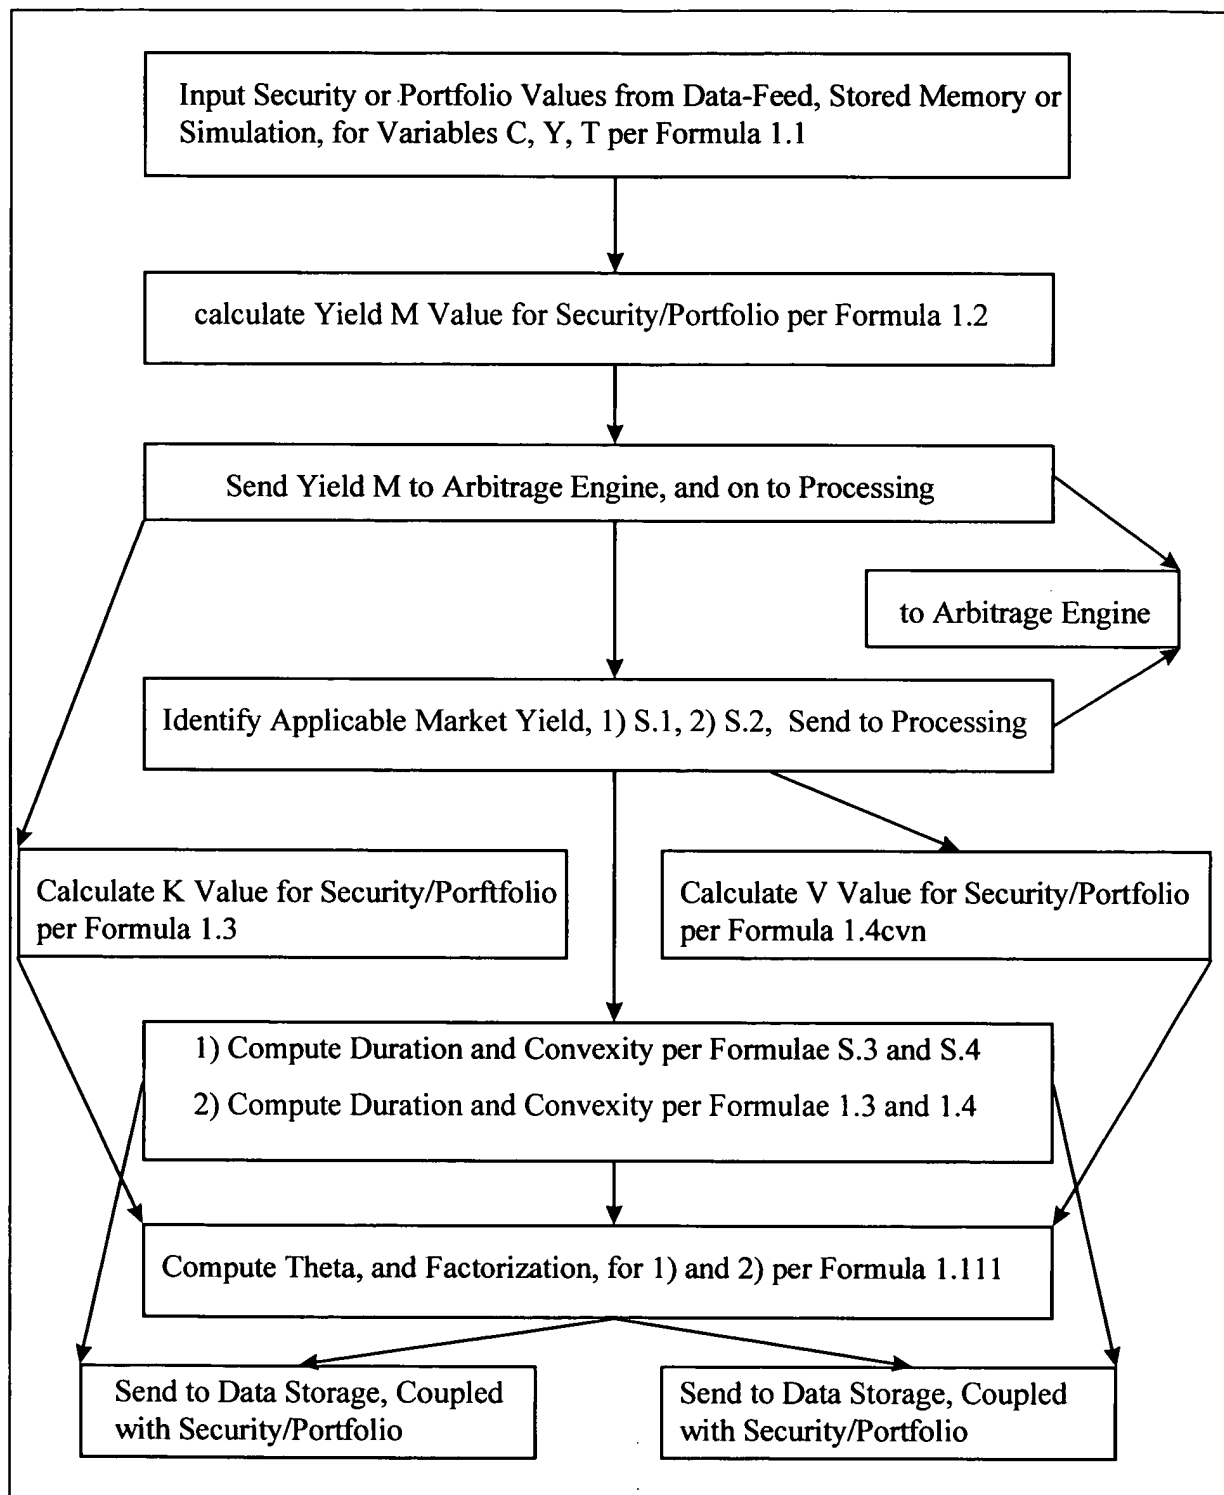 Input Security or Portfolio Values from Data-Feed, Stored Memory or
Simulation, for Variables C, Y, T per Formula 1.1
calculate Yield M Value for Security/Portfolio per Formula 1.2
Send Yield M to Arbitrage Engine, and on to Processing
to Arbitrage Engine
Identify Applicable Market Yield, 1) S.1, 2) S.2, Send to Processing
Calculate K Value for Security/Porftfolio
per Formula 1.3
Calculate V Value for Security/Portfolio
per Formula 1.4cvn
1) Compute Duration and Convexity per Formulae S.3 and S.4
2) Compute Duration and Convexity per Formulae 1.3 and 1.4
Compute Theta, and Factorization, for 1) and 2) per Formula 1.111
Send to Data Storage, Coupled
with Security/Portfolio
Send to Data Storage, Coupled
with Security/Portfolio